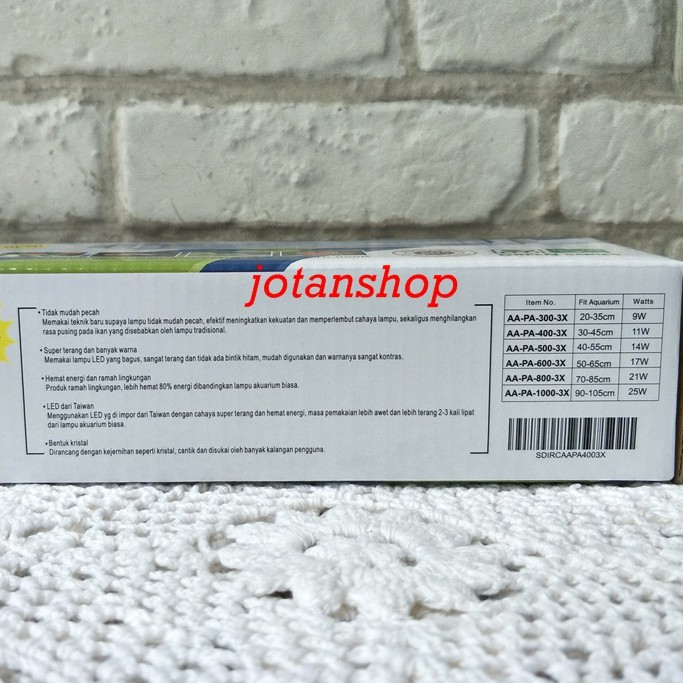 jotanshop
• Tidak mudah pecah
Memakai teknik baru supaya lampu tidak mudah pecah, efektif meningkatkan kekuatan dan memperlembut cahaya lampu, sekaligus menghilangkan
rasa pusing pada ikan yang disebabkan oleh lampu tradisional.
• Super terang dan banyak warna
Memakai lampu LED yang bagus, sangat terang dan tidak ada bintik hitam, mudah digunakan dan warnanya sangat kontras.
• Hemat energi dan ramah lingkungan
Produk ramah lingkungan, lebih hemat 80% energi dibandingkan lampu akuarium biasa.
• LED dari Taiwan
Menggunakan LED yg di impor dari Taiwan dengan cahaya super terang dan hemat energi, masa pemakaian lebih awet dan lebih terang 2-3 kali lipat
dari lampu akuarium biasa.
• Bentuk kristal
Dirancang dengan kejernihan seperti kristal, cantik dan disukai oleh banyak kalangan pengguna.
Item No. Fit Aquarium Watts
AA-PA-300-3X 20-35cm 9W
AA-PA-400-3X 30-45cm 11W
AA-PA-500-3X 40-55cm 14W
AA-PA-600-3X 50-65cm 17W
AA-PA-800-3X 70-85cm 21W
AA-PA-1000-3X 90-105cm 25W
SDIRCAAPA4003X